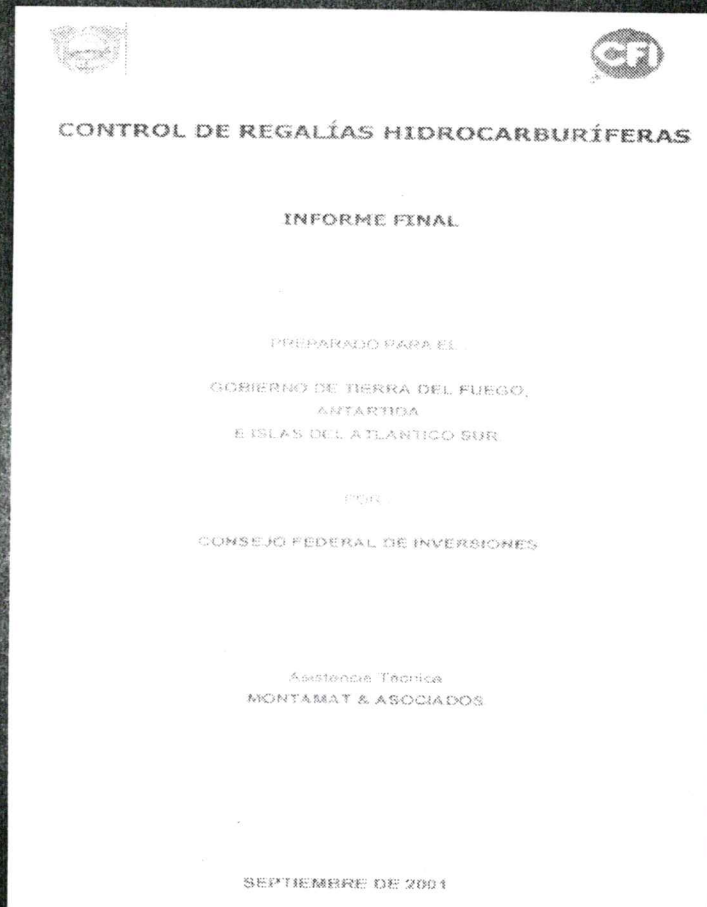 CFI
CONTROL DE REGALÍAS HIDROCARBURÍFERAS
INFORME FINAL
PREPARADO PARA EL
GOBIERNO DE TIERRA DEL FUEGO,
ANTARTIDA
E ISLAS DEL ATLANTICO SUR
POR
CONSEJO FEDERAL DE INVERSIONES
Asistencia Técnica
MONTAMAT & ASOCIADOS
SEPTIEMBRE DE 2001